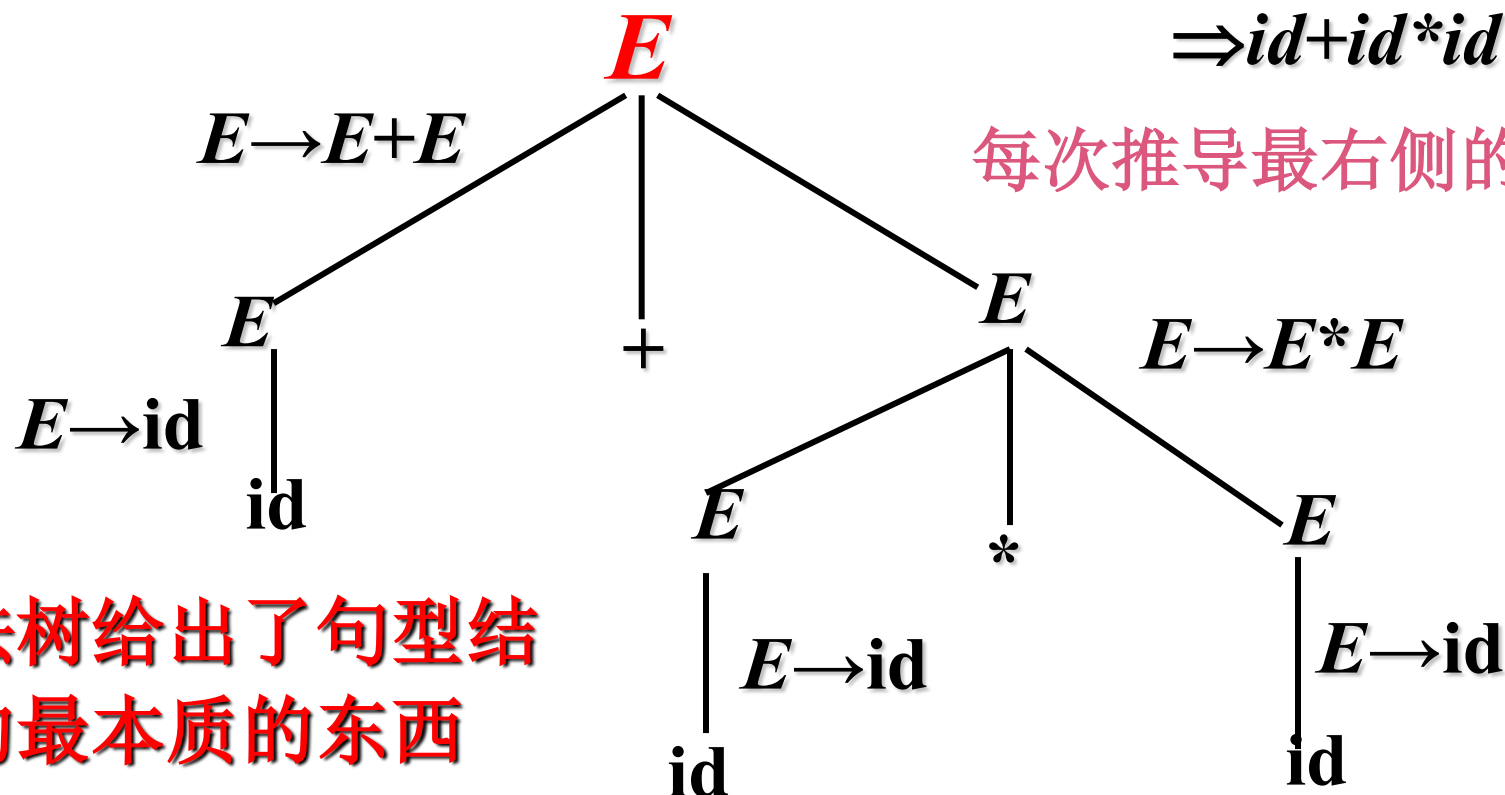 E
⇒id+id*id
E→E+E
每次推导最右侧的
E
+
E
E→E*E
E→id
id
E
*
E
树给出了句型结
最本质的东西
E→id
E→id
id
id